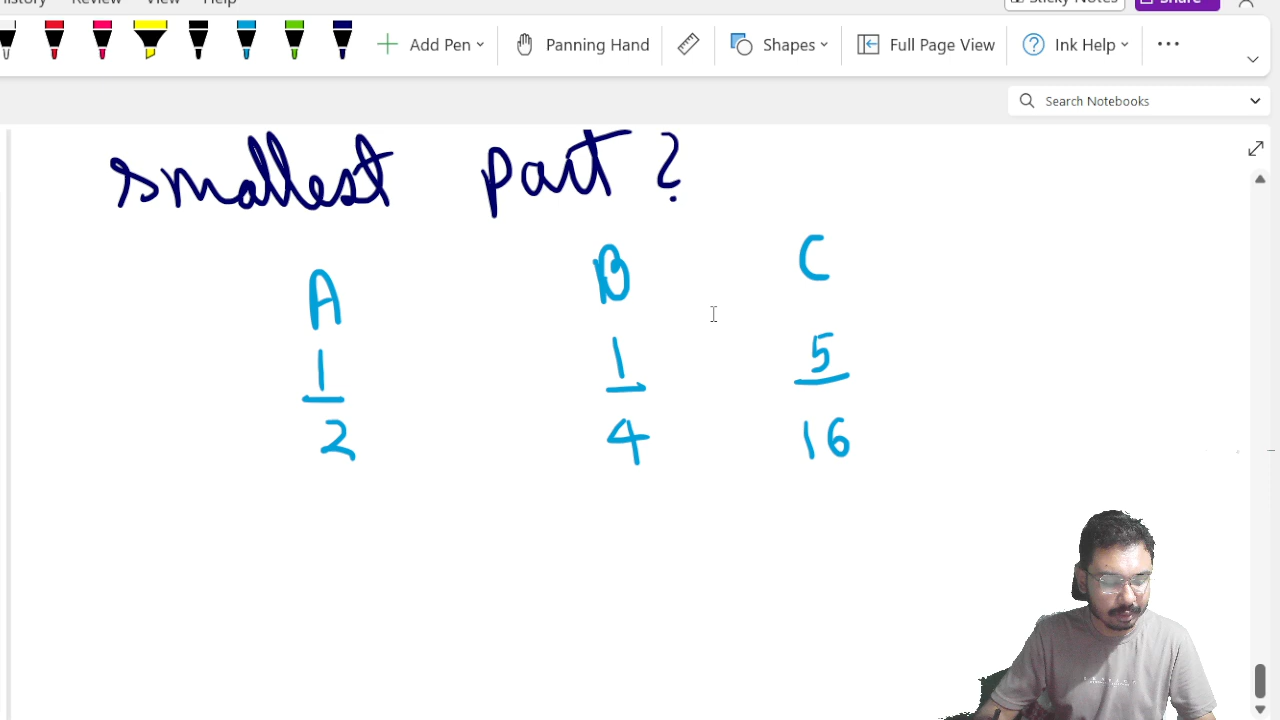 History Review View Help Sticky Notes Share
Add Pen Panning Hand Shapes Full Page View Ink Help
Search Notebooks
smallest part?
A B C
1 1 5
2 4 16